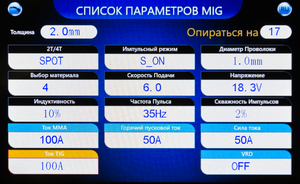 СПИСОК ПАРАМЕТРОВ MIG
RU
Толщина 2.0mm Опираться на 17
2T/4T Импульсный режим Диаметр Проволоки
SPOT S_ON 1.0mm
Выбор материала Скорость Подачи Напряжение
4 6.0 18.3V
Индуктивность Частота Пульса Скважность Импульсов
10% 35Hz 2%
Ток MMA Горячий пусковой ток Сила тока
100A 50A 50A
Ток TIG VRD
100A OFF